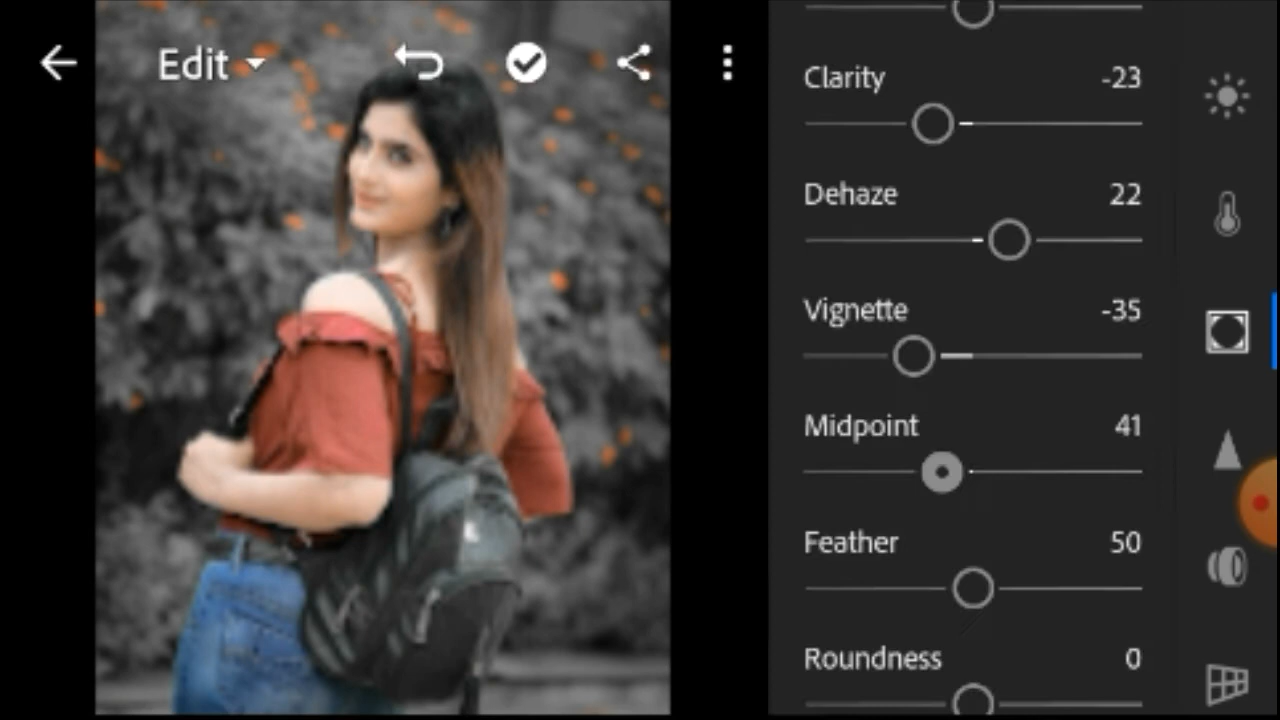 Edit
Clarity -23
Dehaze 22
Vignette -35
Midpoint 41
Feather 50
Roundness 0